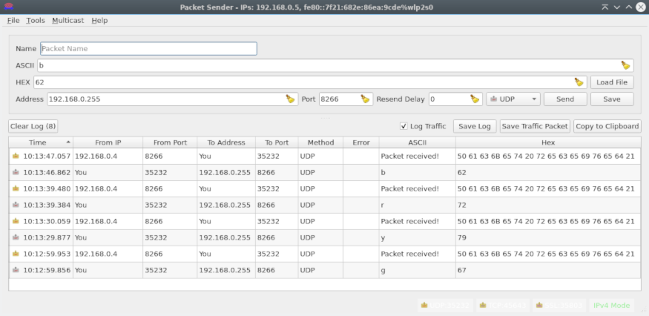 Packet Sender - IPs: 192.168.0.5, fe80::7f21:682e:86ea:9cde%wlp2s0
File Tools Multicast Help
Name Packet Name
ASCII b
HEX 62 Load File
Address 192.168.0.255 Port 8266 Resend Delay 0 UDP Send Save
Clear Log (8) Log Traffic Save Log Save Traffic Packet Copy to Clipboard
Time From IP From Port To Address To Port Method Error ASCII Hex
10:13:47.057 192.168.0.4 8266 You 35232 UDP Packet received! 50 61 63 6B 65 74 20 72 65 63 65 69 76 65 64 21
10:13:46.862 You 35232 192.168.0.255 8266 UDP b 62
10:13:39.480 192.168.0.4 8266 You 35232 UDP Packet received! 50 61 63 6B 65 74 20 72 65 63 65 69 76 65 64 21
10:13:39.384 You 35232 192.168.0.255 8266 UDP r 72
10:13:30.059 192.168.0.4 8266 You 35232 UDP Packet received! 50 61 63 6B 65 74 20 72 65 63 65 69 76 65 64 21
10:13:29.877 You 35232 192.168.0.255 8266 UDP y 79
10:12:59.953 192.168.0.4 8266 You 35232 UDP Packet received! 50 61 63 6B 65 74 20 72 65 63 65 69 76 65 64 21
10:12:59.856 You 35232 192.168.0.255 8266 UDP g 67
IPv4 Mode